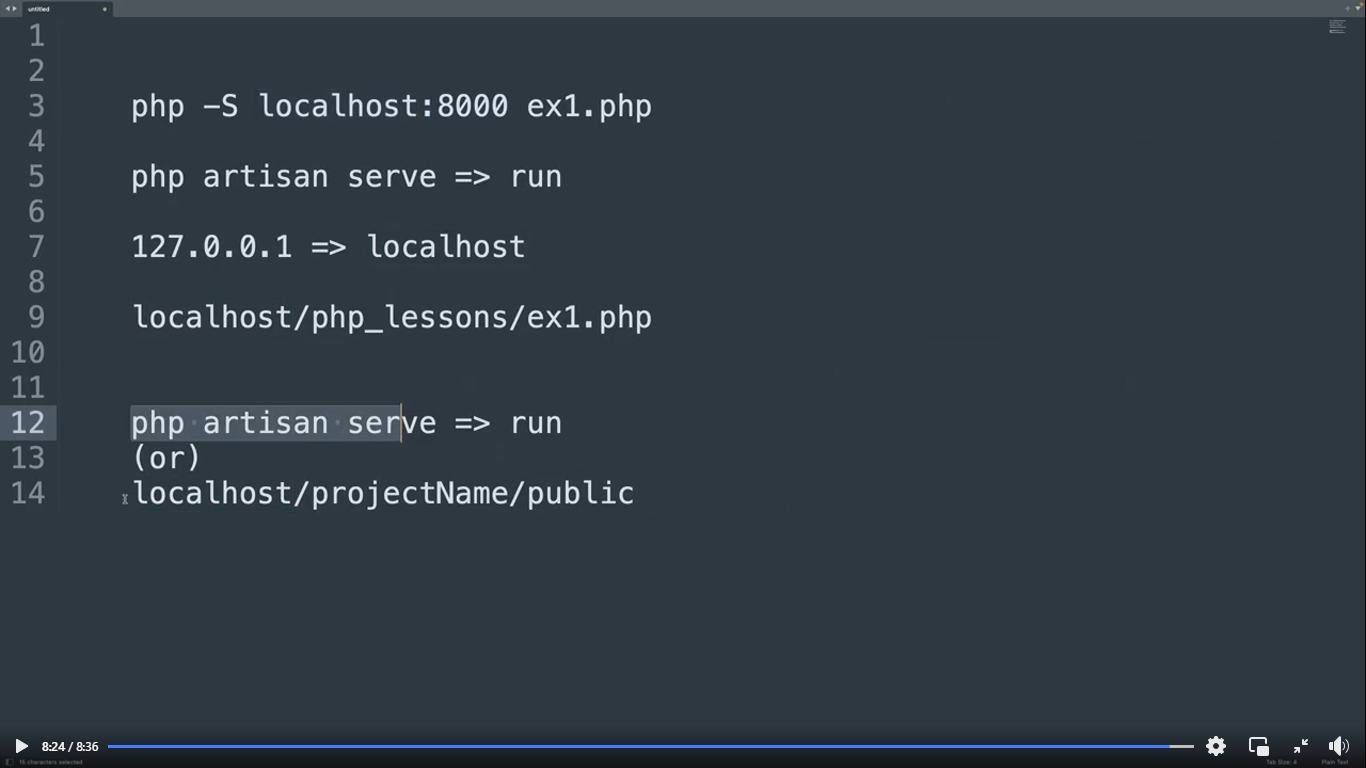 untitled
1
2
3 php -S localhost:8000 ex1.php
4
5 php artisan serve => run
6
7 127.0.0.1 => localhost
8
9 localhost/php_lessons/ex1.php
10
11
12 php artisan serve => run
13 (or)
14 localhost/projectName/public
8:24 / 8:36
15 characters selected
Tab Size: 4
Plain Text